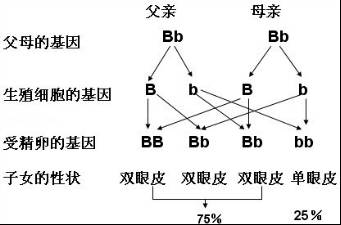 父亲 母亲
父母的基因 Bb Bb
生殖细胞的基因 B b B b
受精卵的基因 BB Bb Bb bb
子女的性状 双眼皮 双眼皮 双眼皮 单眼皮
75% 25%